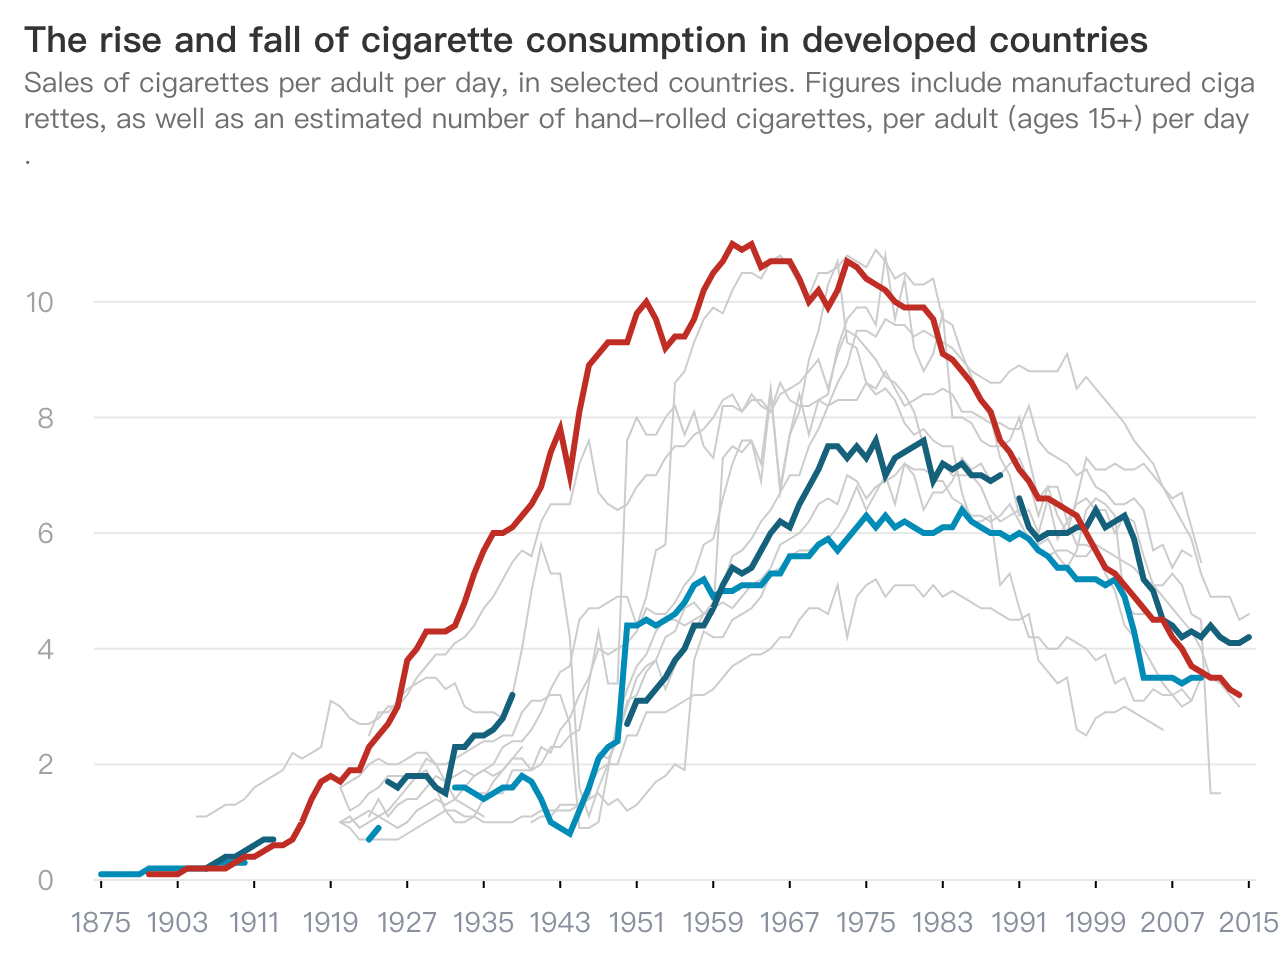 The rise and fall of cigarette consumption in developed countries
Sales of cigarettes per adult per day, in selected countries. Figures include manufactured ciga
rettes, as well as an estimated number of hand–rolled cigarettes, per adult (ages 15+) per day
.
10
8
6
4
2
0
1875 1903 1911 1919 1927 1935 1943 1951 1959 1967 1975 1983 1991 1999 2007 2015